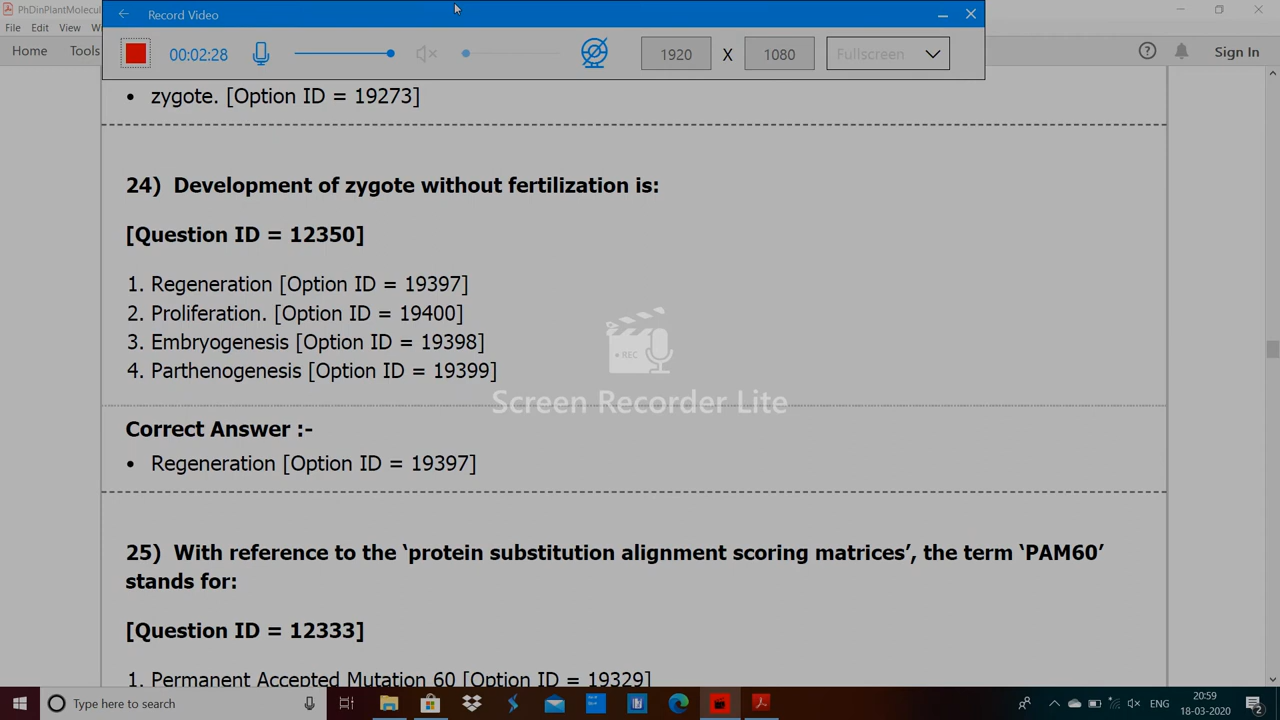 PhDinPlantMolecul
Record Video
File Edit View W
00:02:28 1920 X 1080 Fullscreen
Home Tools Sign In
• zygote. [Option ID = 19273]
24) Development of zygote without fertilization is:
[Question ID = 12350]
1. Regeneration [Option ID = 19397]
2. Proliferation. [Option ID = 19400]
3. Embryogenesis [Option ID = 19398]
4. Parthenogenesis [Option ID = 19399]
REC
Screen Recorder Lite
Correct Answer :-
• Regeneration [Option ID = 19397]
25) With reference to the ‘protein substitution alignment scoring matrices’, the term ‘PAM60’
stands for:
[Question ID = 12333]
1. Permanent Accepted Mutation 60 [Option ID = 19329]
Type here to search
ENG
20:59
18-03-2020
2